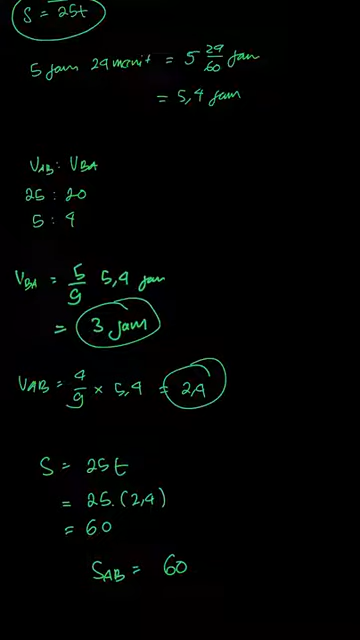 S = 25t
5 jam 24 menit = 5 24/60 jam
= 5,4 jam
VAB : VBA
25 : 20
5 : 4
VBA = 5/9 5,4 jam
= 3 jam
VAB = 4/9 × 5,4 = 2,4
S = 25t
= 25. (2,4)
= 60
SAB = 60